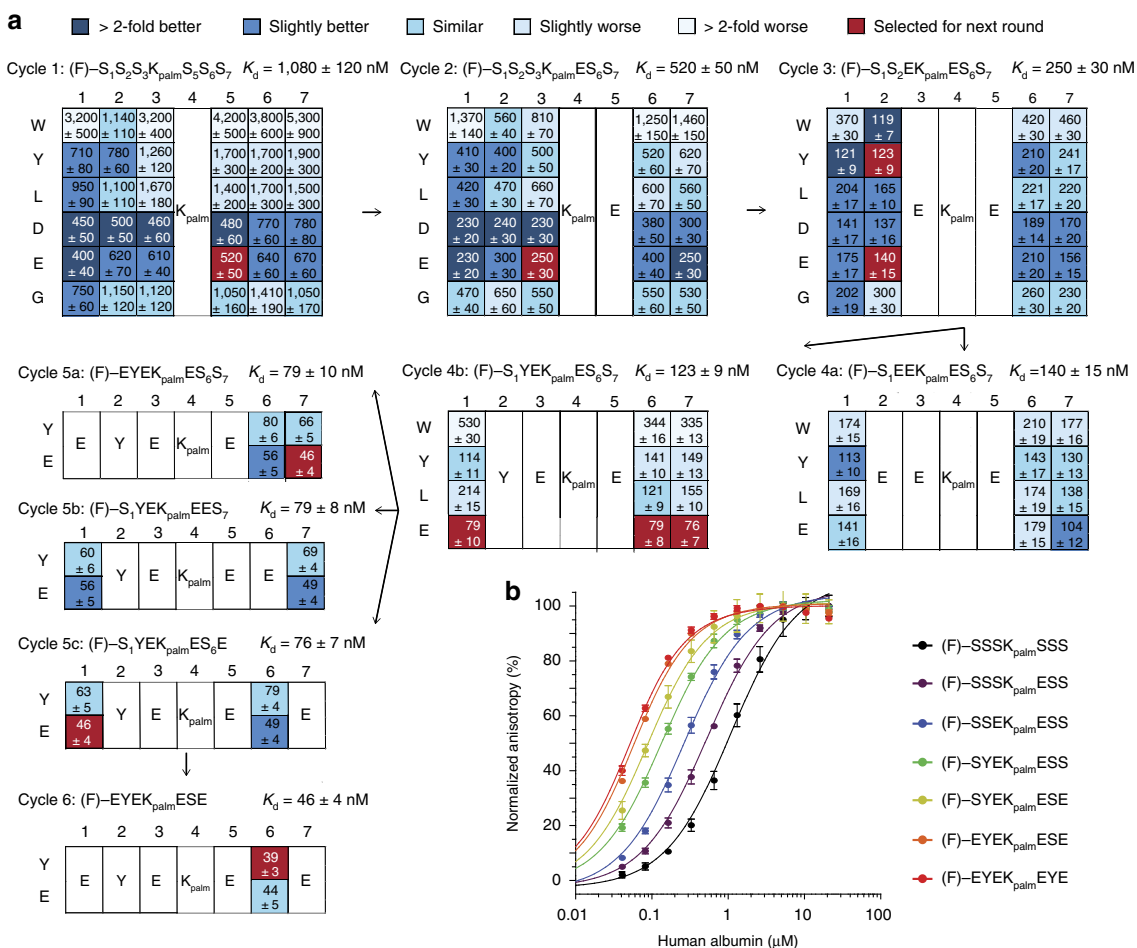 a
> 2-fold better Slightly better Similar Slightly worse > 2-fold worse Selected for next round
Cycle 1: (F)–S1S2S3KpalmS5S6S7 Kd = 1,080 ± 120 nM
1 2 3 4 5 6 7
W 3,200 ± 500 1,140 ± 110 3,200 ± 400 4,200 ± 500 3,800 ± 600 5,300 ± 900
Y 710 ± 80 780 ± 60 1,260 ± 120 1,700 ± 300 1,700 ± 200 1,900 ± 300
L 950 ± 90 1,100 ± 110 1,670 ± 180 Kpalm 1,400 ± 200 1,700 ± 300 1,500 ± 300
D 450 ± 50 500 ± 50 460 ± 60 480 ± 60 770 ± 60 780 ± 80
E 400 ± 40 620 ± 70 610 ± 40 520 ± 50 640 ± 60 670 ± 60
G 750 ± 60 1,150 ± 120 1,120 ± 120 1,050 ± 160 1,410 ± 190 1,050 ± 170
Cycle 2: (F)–S1S2S3KpalmES6S7 Kd = 520 ± 50 nM
1 2 3 4 5 6 7
W 1,370 ± 140 560 ± 40 810 ± 70 1,250 ± 150 1,460 ± 150
Y 410 ± 30 400 ± 20 500 ± 50 520 ± 60 620 ± 70
L 420 ± 30 470 ± 30 660 ± 70 Kpalm E 600 ± 70 560 ± 50
D 230 ± 20 240 ± 30 230 ± 30 380 ± 50 300 ± 30
E 230 ± 20 300 ± 30 250 ± 30 400 ± 40 250 ± 30
G 470 ± 40 650 ± 50 550 ± 50 550 ± 60 530 ± 50
Cycle 3: (F)–S1S2EKpalmES6S7 Kd = 250 ± 30 nM
1 2 3 4 5 6 7
W 370 ± 30 119 ± 7 420 ± 30 460 ± 30
Y 121 ± 9 123 ± 9 210 ± 20 241 ± 17
L 204 ± 17 165 ± 10 E Kpalm E 221 ± 17 220 ± 20
D 141 ± 17 137 ± 16 189 ± 14 170 ± 20
E 175 ± 17 140 ± 15 210 ± 20 156 ± 15
G 202 ± 19 300 ± 30 260 ± 30 230 ± 20
Cycle 5a: (F)–EYEKpalmES6S7 Kd = 79 ± 10 nM
1 2 3 4 5 6 7
Y 80 ± 6 66 ± 5
E Y E Kpalm E
E 56 ± 5 46 ± 4
Cycle 4b: (F)–S1YEKpalmES6S7 Kd = 123 ± 9 nM
1 2 3 4 5 6 7
W 530 ± 30 344 ± 16 335 ± 13
Y 114 ± 11 Y E Kpalm E 141 ± 10 149 ± 13
L 214 ± 15 121 ± 9 155 ± 10
E 79 ± 10 79 ± 8 76 ± 7
Cycle 4a: (F)–S1EEKpalmES6S7 Kd =140 ± 15 nM
1 2 3 4 5 6 7
W 174 ± 15 210 ± 19 177 ± 16
Y 113 ± 10 E E Kpalm E 143 ± 17 130 ± 13
L 169 ± 16 174 ± 19 138 ± 15
E 141 ±16 179 ± 15 104 ± 12
Cycle 5b: (F)–S1YEKpalmEES7 Kd = 79 ± 8 nM
1 2 3 4 5 6 7
Y 60 ± 6 69 ± 4
Y E Kpalm E E
E 56 ± 5 49 ± 4
Cycle 5c: (F)–S1YEKpalmES6E Kd = 76 ± 7 nM
1 2 3 4 5 6 7
Y 63 ± 5 79 ± 4
Y E Kpalm E E
E 46 ± 4 49 ± 4
Cycle 6: (F)–EYEKpalmESE Kd = 46 ± 4 nM
1 2 3 4 5 6 7
Y 39 ± 3
E Y E Kpalm E E
E 44 ± 5
b
Normalized anisotropy (%)
100
80
60
40
20
0
0.01 0.1 1 10 100
Human albumin (µM)
(F)–SSSKpalmSSS
(F)–SSSKpalmESS
(F)–SSEKpalmESS
(F)–SYEKpalmESS
(F)–SYEKpalmESE
(F)–EYEKpalmESE
(F)–EYEKpalmEYE